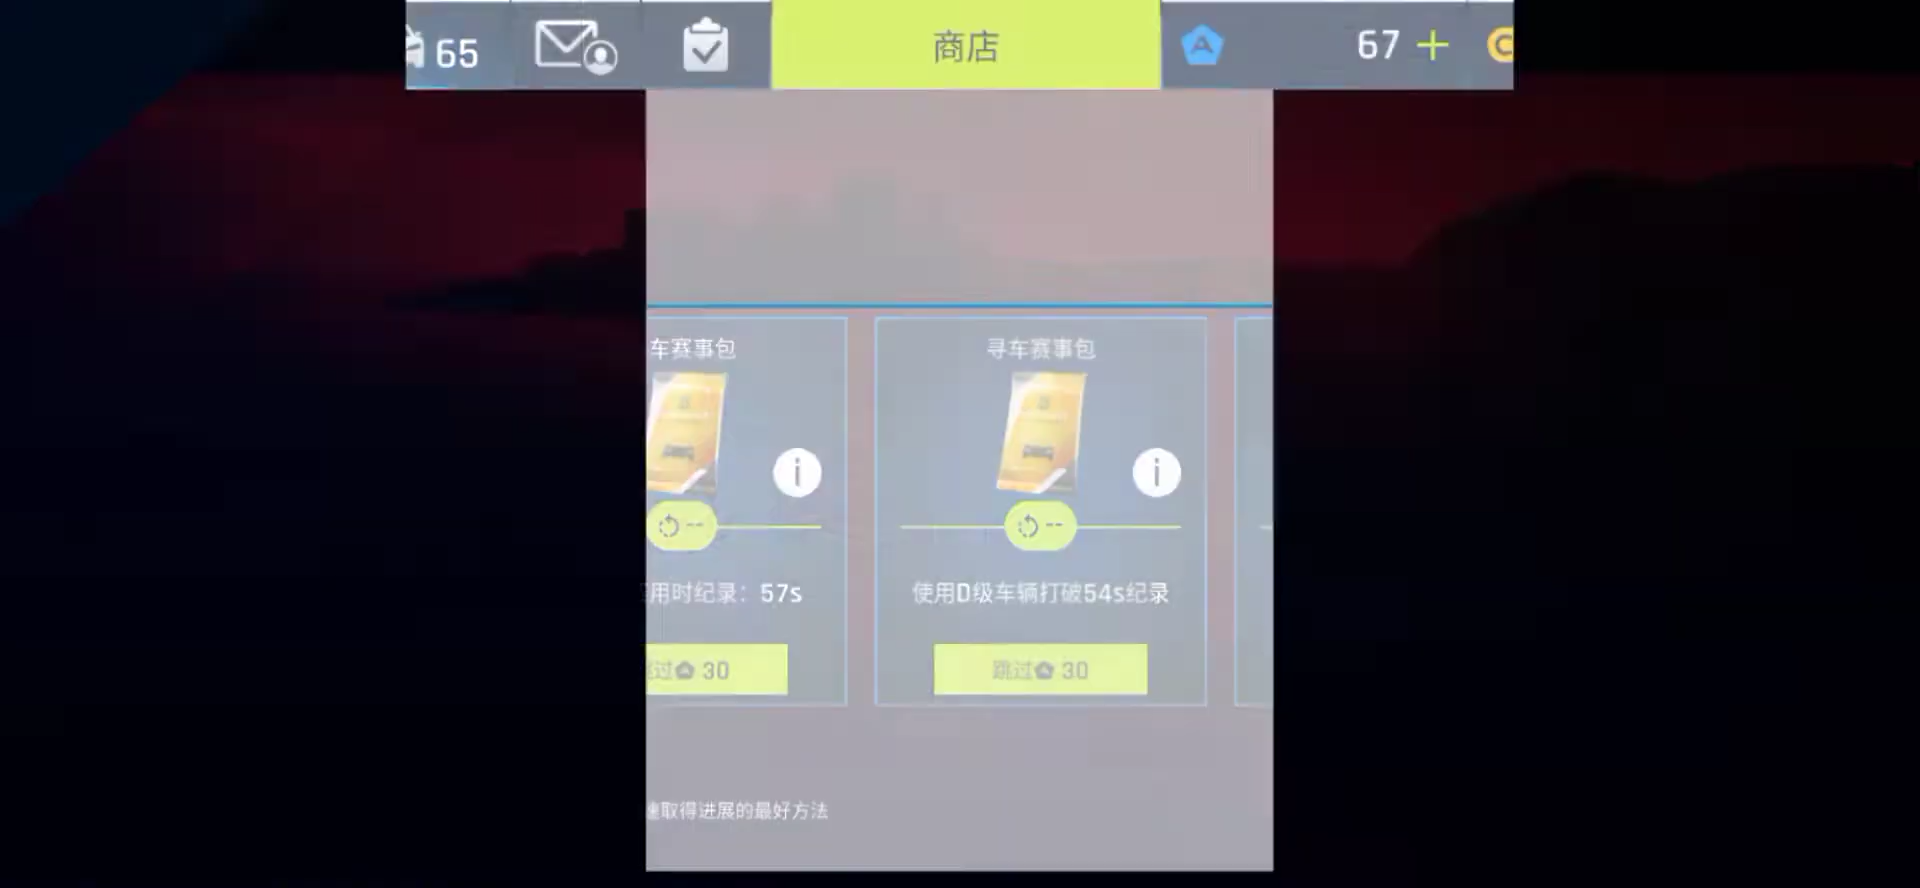 65
商店
67
车赛事包
寻车赛事包
--
--
用时纪录：57s
使用D级车辆打破54s纪录
过 30
跳过 30
速取得进展的最好方法